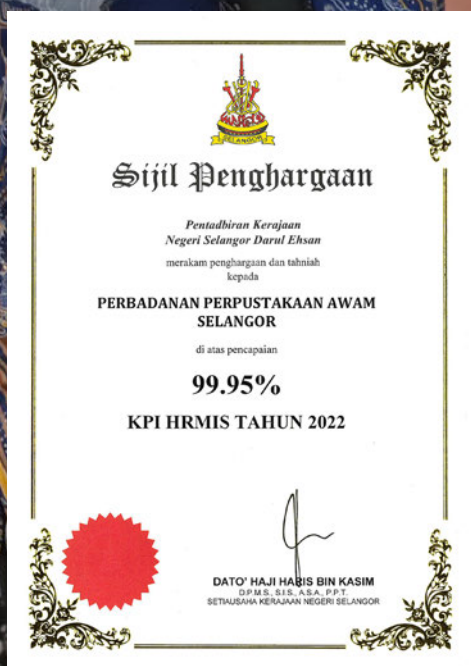 SELANGOR
Sijil Penghargaan
Pentadbiran Kerajaan
Negeri Selangor Darul Ehsan
merakam penghargaan dan tahniah
kepada
PERBADANAN PERPUSTAKAAN AWAM
SELANGOR
di atas pencapaian
99.95%
KPI HRMIS TAHUN 2022
DATO' HAJI HARIS BIN KASIM
D.P.M.S., S.I.S., A.S.A., P.P.T.
SETIAUSAHA KERAJAAN NEGERI SELANGOR